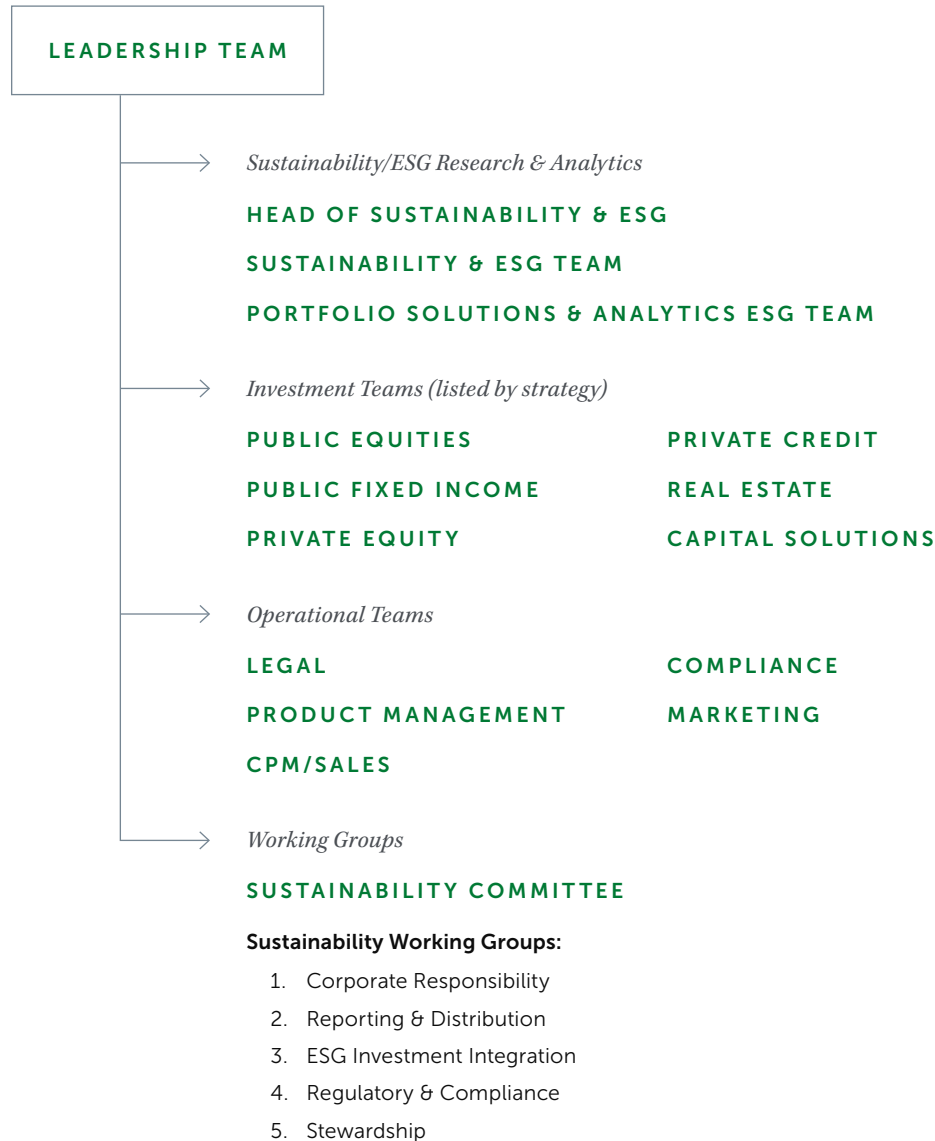 LEADERSHIP TEAM
Sustainability/ESG Research & Analytics
HEAD OF SUSTAINABILITY & ESG
SUSTAINABILITY & ESG TEAM
PORTFOLIO SOLUTIONS & ANALYTICS ESG TEAM
Investment Teams (listed by strategy)
PUBLIC EQUITIES
PUBLIC FIXED INCOME
PRIVATE EQUITY
PRIVATE CREDIT
REAL ESTATE
CAPITAL SOLUTIONS
Operational Teams
LEGAL
PRODUCT MANAGEMENT
CPM/SALES
COMPLIANCE
MARKETING
Working Groups
SUSTAINABILITY COMMITTEE
Sustainability Working Groups:
1. Corporate Responsibility
2. Reporting & Distribution
3. ESG Investment Integration
4. Regulatory & Compliance
5. Stewardship